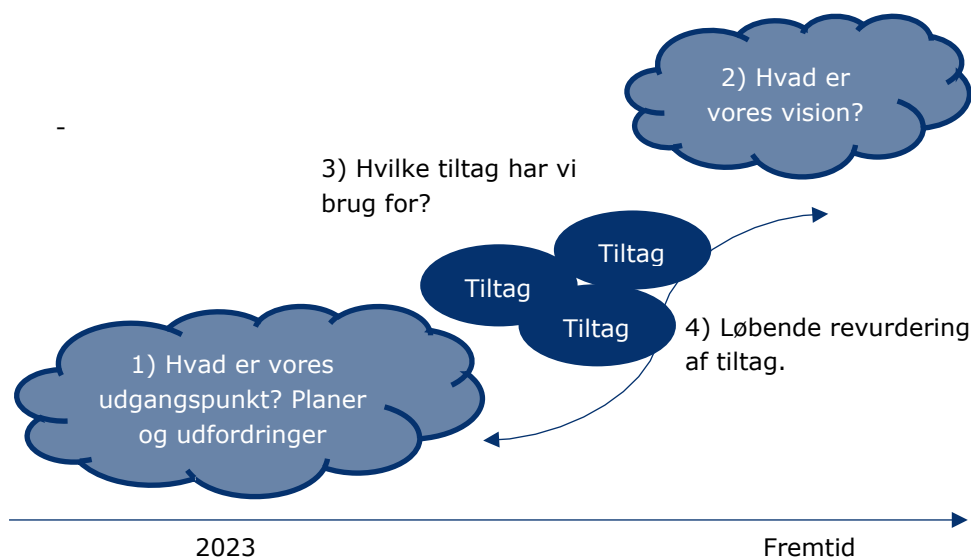 2) Hvad er
vores vision?
-
3) Hvilke tiltag har vi
brug for?
Tiltag
Tiltag
Tiltag
4) Løbende revurdering
af tiltag.
1) Hvad er vores
udgangspunkt? Planer
og udfordringer
2023
Fremtid